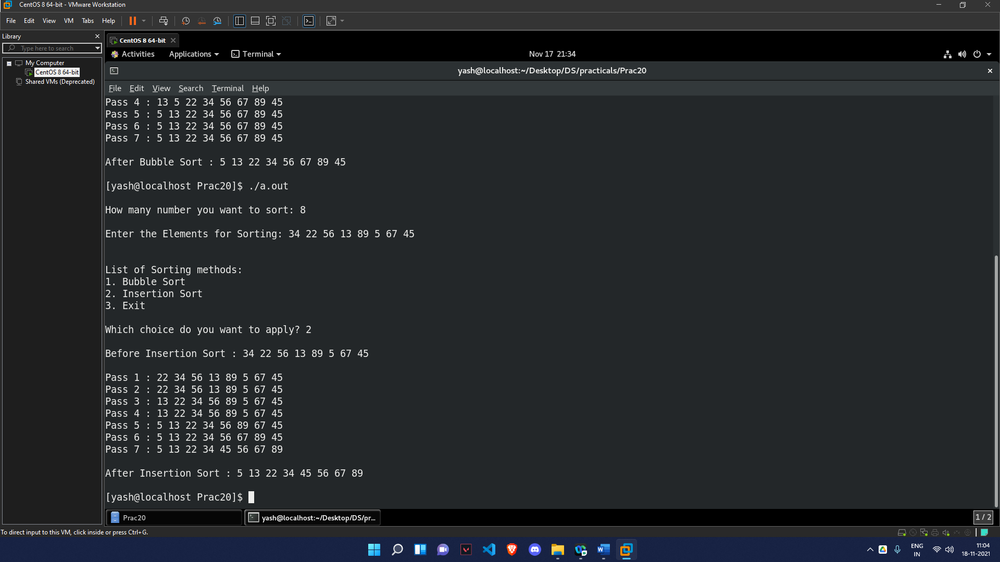 CentOS 8 64-bit - VMware Workstation
File Edit View VM Tabs Help
Library
Type here to search
My Computer
CentOS 8 64-bit
Shared VMs (Deprecated)
CentOS 8 64-bit
Activities Applications Terminal Nov 17 21:34
yash@localhost:~/Desktop/DS/practicals/Prac20
File Edit View Search Terminal Help
Pass 4 : 13 5 22 34 56 67 89 45
Pass 5 : 5 13 22 34 56 67 89 45
Pass 6 : 5 13 22 34 56 67 89 45
Pass 7 : 5 13 22 34 56 67 89 45
After Bubble Sort : 5 13 22 34 56 67 89 45
[yash@localhost Prac20]$ ./a.out
How many number you want to sort: 8
Enter the Elements for Sorting: 34 22 56 13 89 5 67 45
List of Sorting methods:
1. Bubble Sort
2. Insertion Sort
3. Exit
Which choice do you want to apply? 2
Before Insertion Sort : 34 22 56 13 89 5 67 45
Pass 1 : 22 34 56 13 89 5 67 45
Pass 2 : 22 34 56 13 89 5 67 45
Pass 3 : 13 22 34 56 89 5 67 45
Pass 4 : 13 22 34 56 89 5 67 45
Pass 5 : 5 13 22 34 56 89 67 45
Pass 6 : 5 13 22 34 56 67 89 45
Pass 7 : 5 13 22 34 45 56 67 89
After Insertion Sort : 5 13 22 34 45 56 67 89
[yash@localhost Prac20]$
Prac20
yash@localhost:~/Desktop/DS/pr...
1 / 2
To direct input to this VM, click inside or press Ctrl+G.
ENG
IN
11:04
18-11-2021